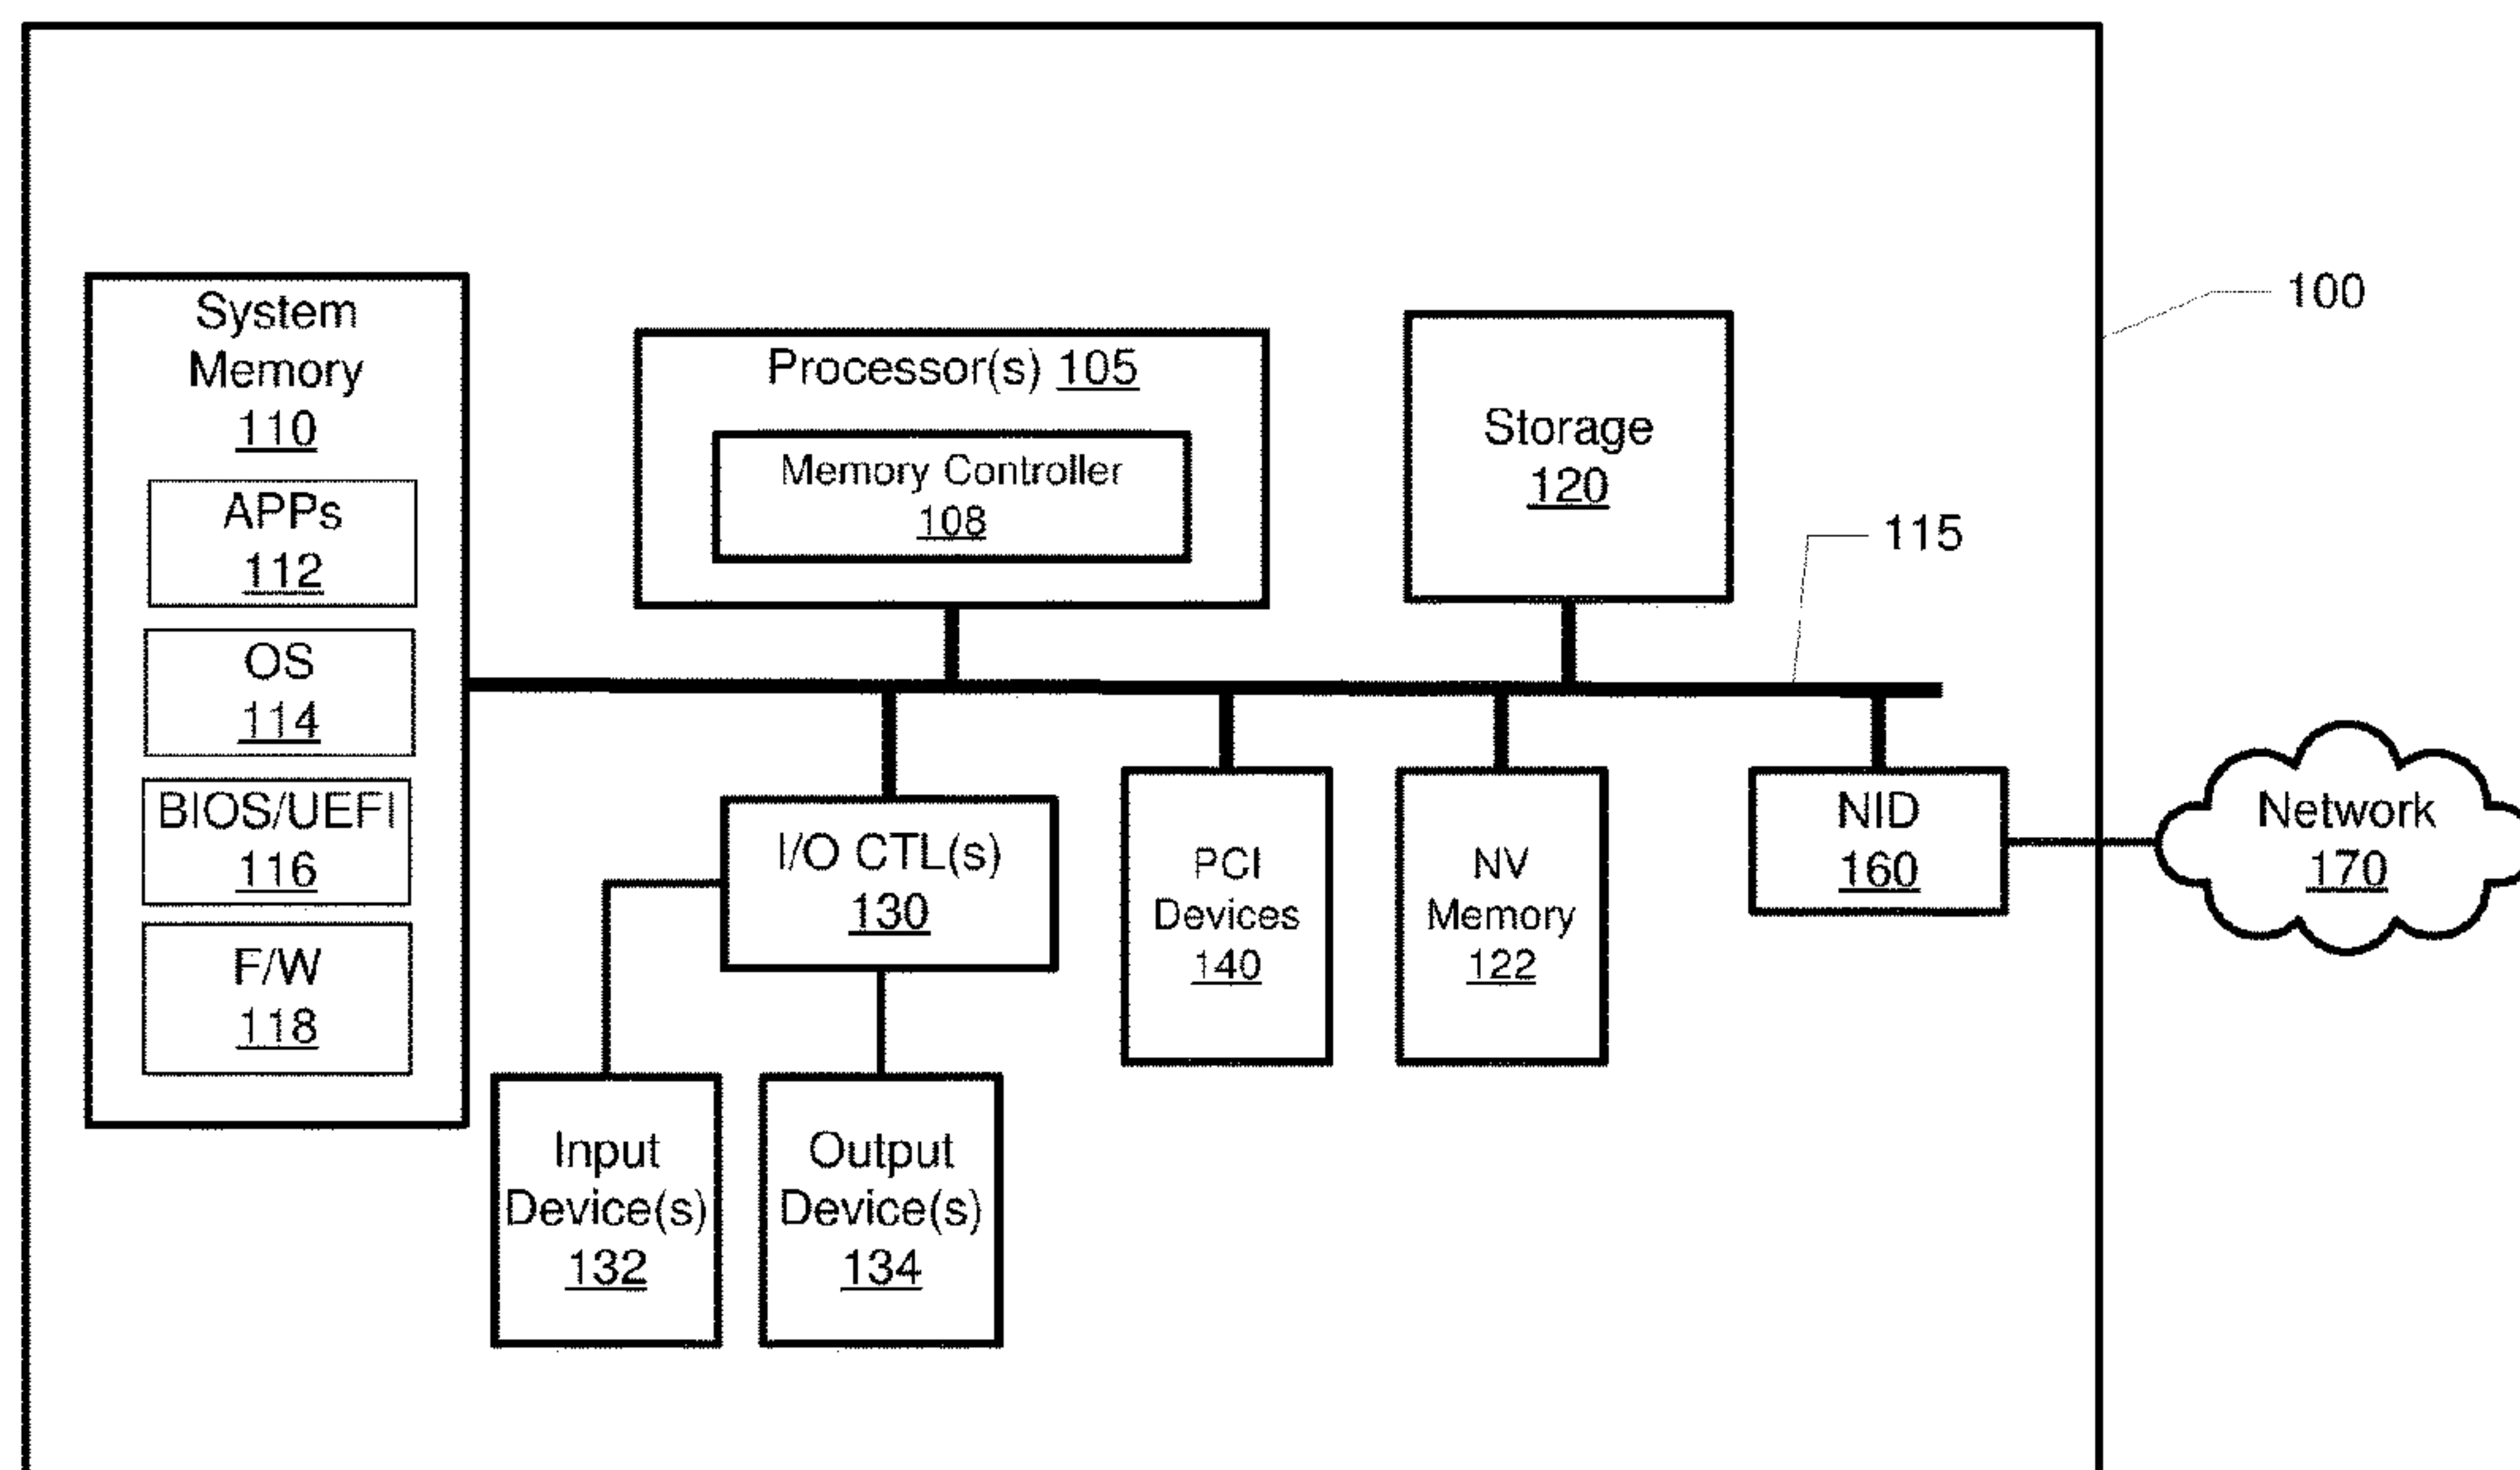 System
Memory
110
APPs
112
OS
114
BIOS/UEFI
116
F/W
118
Processor(s) 105
Memory Controller
108
Storage
120
100
115
I/O CTL(s)
130
PCI
Devices
140
NV
Memory
122
NID
160
Network
170
Input
Device(s)
132
Output
Device(s)
134